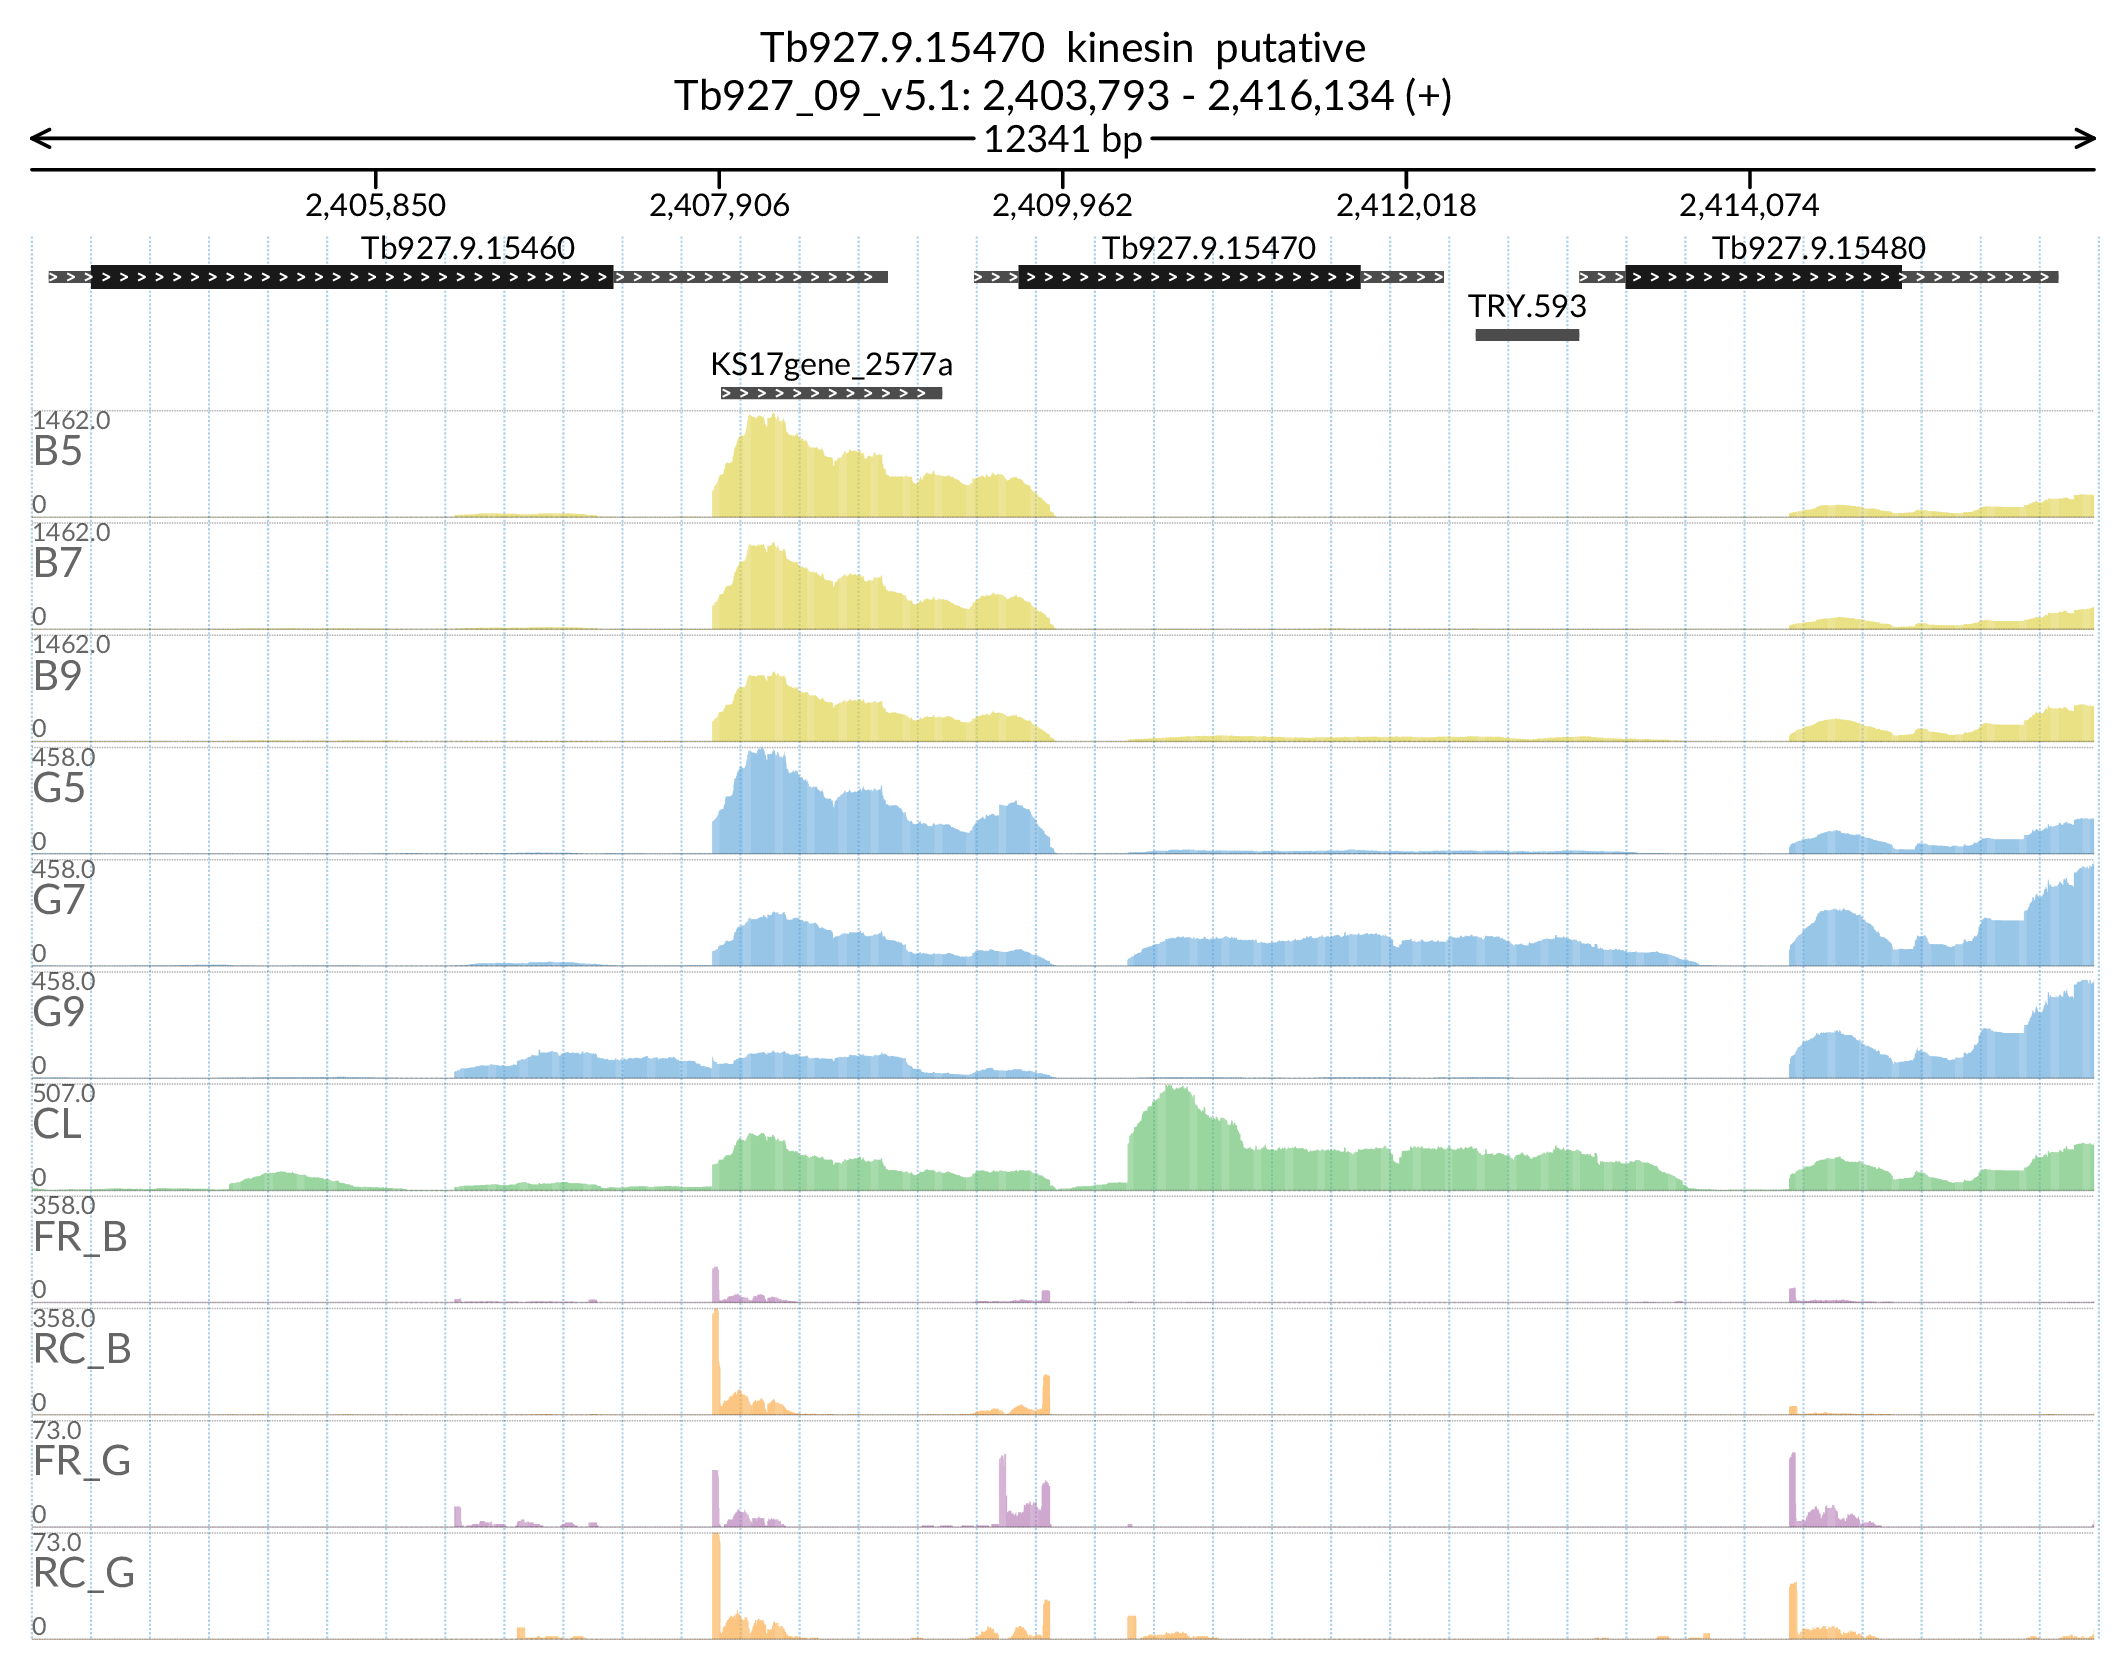 Tb927.9.15470 kinesin putative
Tb927_09_v5.1: 2,403,793 - 2,416,134 (+)
12341 bp
2,405,850 2,407,906 2,409,962 2,412,018 2,414,074
Tb927.9.15460 Tb927.9.15470 Tb927.9.15480
TRY.593
KS17gene_2577a
1462.0
B5
0
1462.0
B7
0
1462.0
B9
0
458.0
G5
0
458.0
G7
0
458.0
G9
0
507.0
CL
0
358.0
FR_B
0
358.0
RC_B
0
73.0
FR_G
0
73.0
RC_G
0